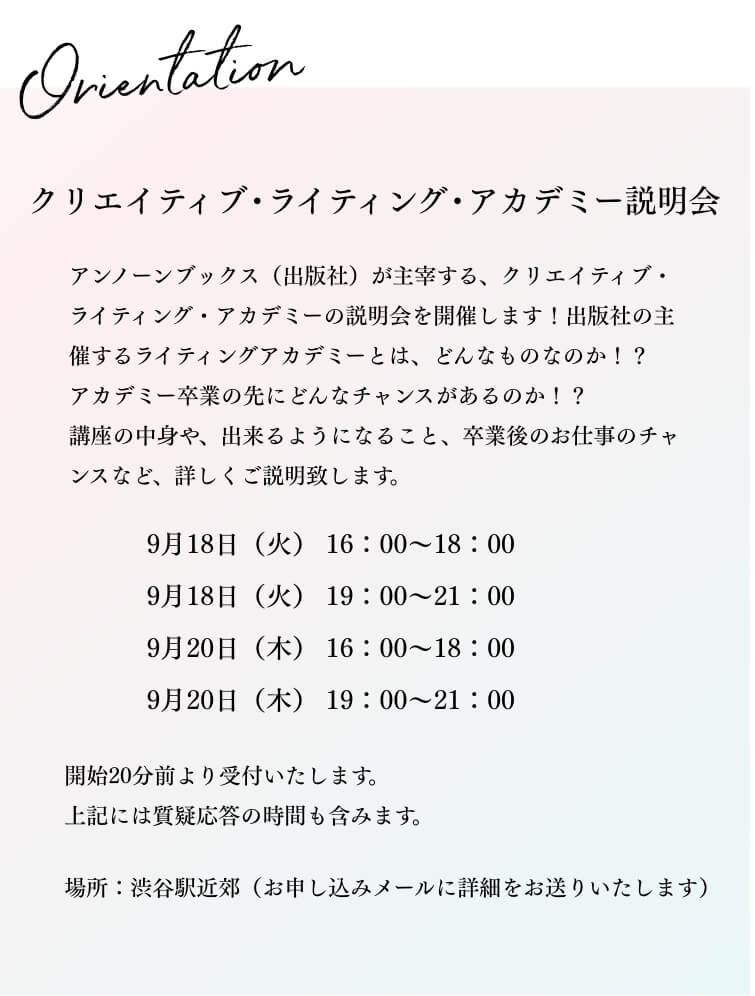 Orientation
クリエイティブ・ライティング・アカデミー説明会
アンノーンブックス（出版社）が主宰する、クリエイティブ・
ライティング・アカデミーの説明会を開催します！出版社の主
催するライティングアカデミーとは、どんなものなのか！？
アカデミー卒業の先にどんなチャンスがあるのか！？
講座の中身や、出来るようになること、卒業後のお仕事のチャ
ンスなど、詳しくご説明致します。
9月18日（火） 16：00〜18：00
9月18日（火） 19：00〜21：00
9月20日（木） 16：00〜18：00
9月20日（木） 19：00〜21：00
開始20分前より受付いたします。
上記には質疑応答の時間も含みます。
場所：渋谷駅近郊（お申し込みメールに詳細をお送りいたします）